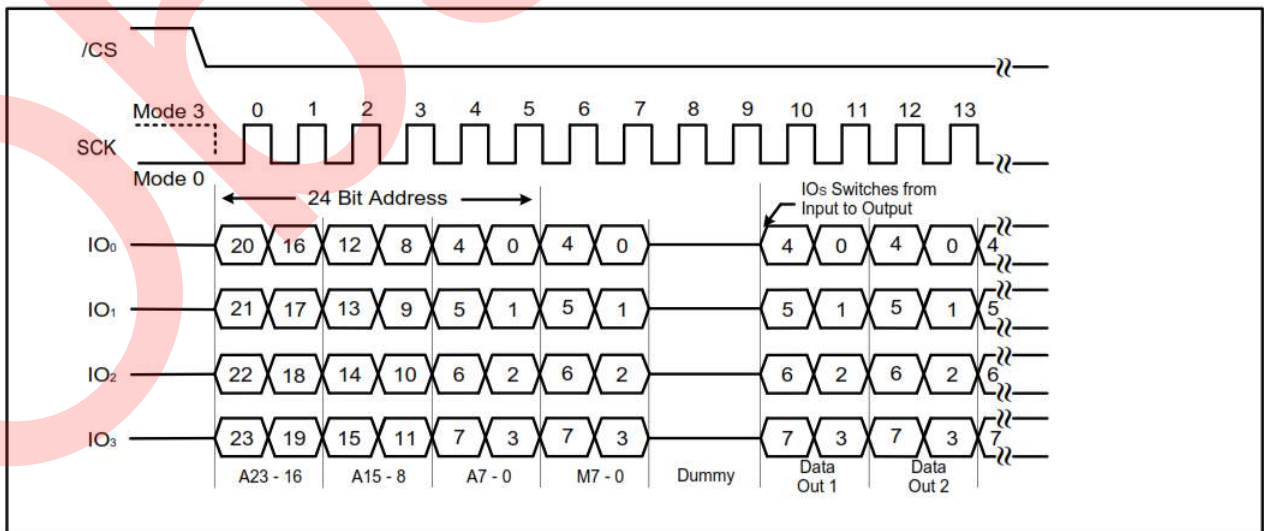 /CS
Mode 3 0 1 2 3 4 5 6 7 8 9 10 11 12 13
SCK
Mode 0
24 Bit Address
IOs Switches from
Input to Output
IO0 20 16 12 8 4 0 4 0 4 0 4 0 4
IO1 21 17 13 9 5 1 5 1 5 1 5 1 5
IO2 22 18 14 10 6 2 6 2 6 2 6 2 6
IO3 23 19 15 11 7 3 7 3 7 3 7 3 7
A23 - 16 A15 - 8 A7 - 0 M7 - 0 Dummy Data Out 1 Data Out 2